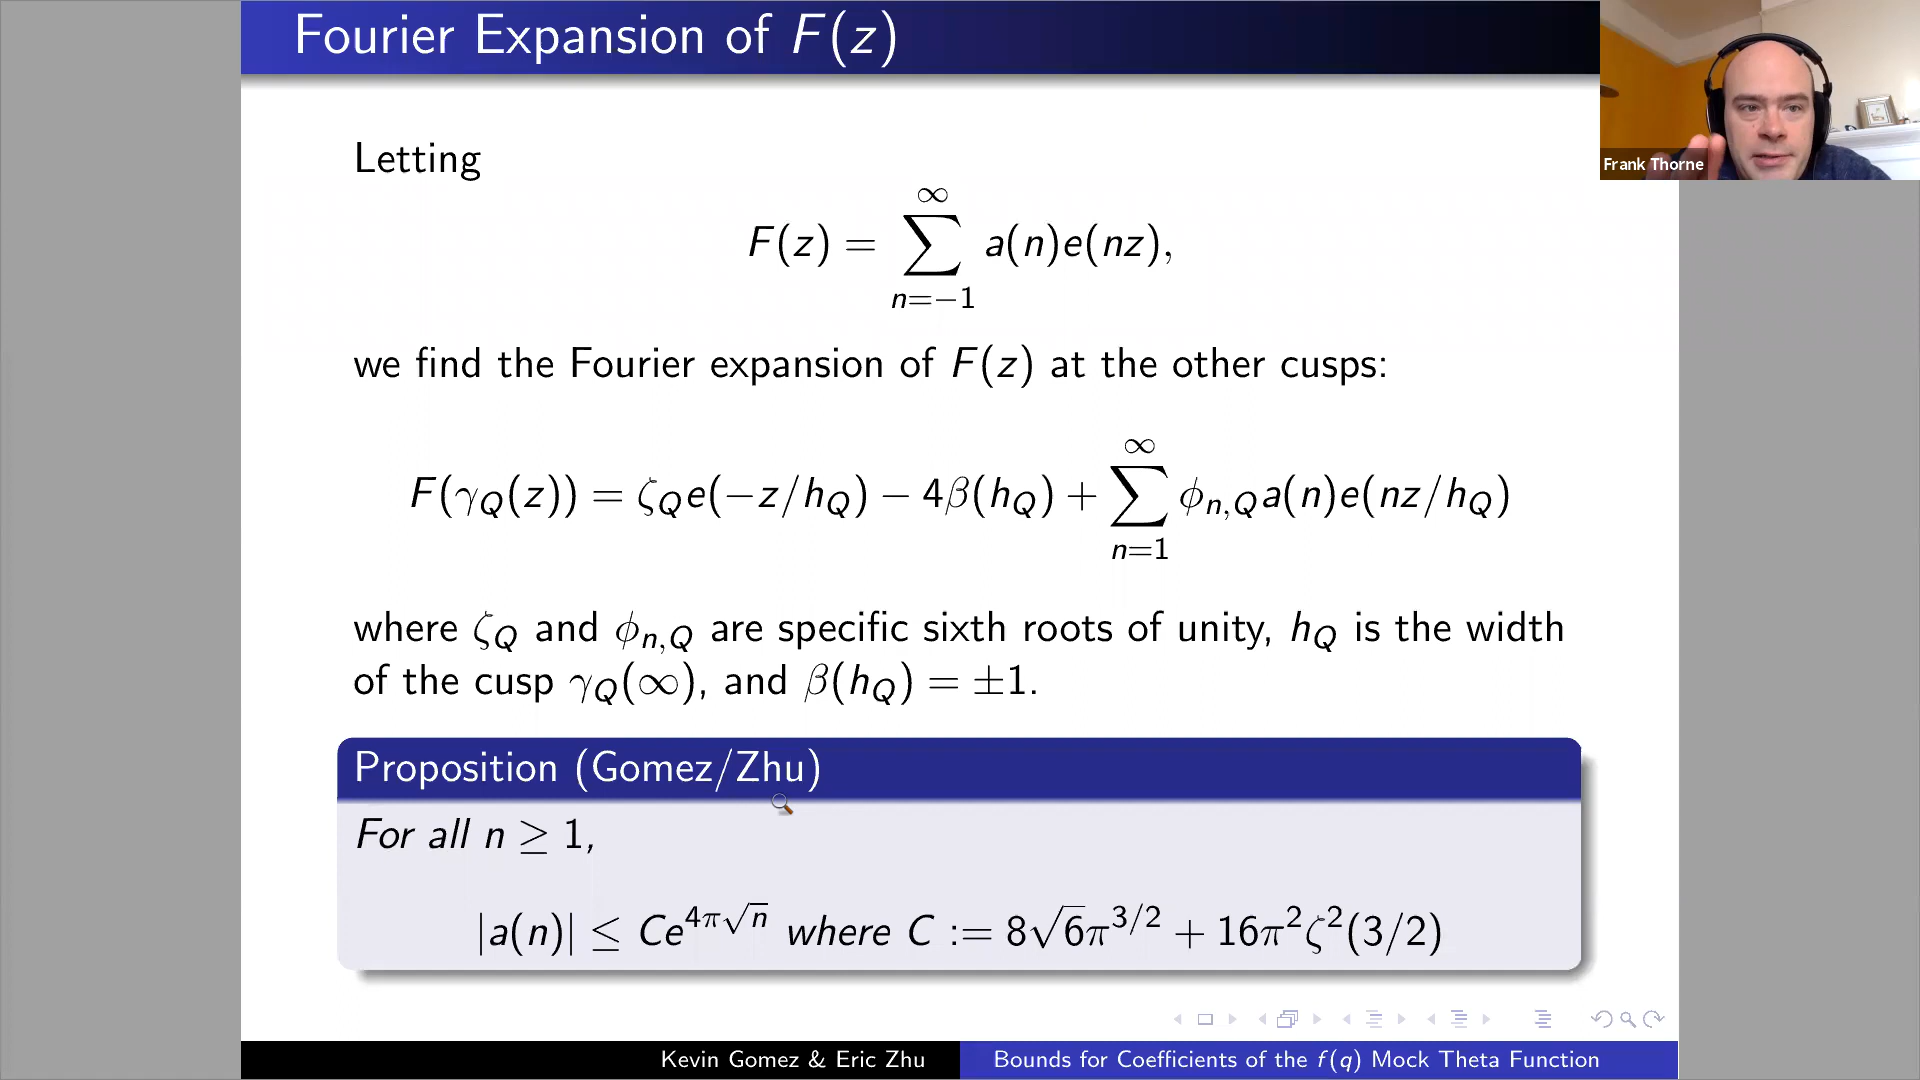 Fourier Expansion of F(z)
Frank Thorne
Letting
F(z) = \sum_{n=-1}^{\infty} a(n)e(nz),
we find the Fourier expansion of F(z) at the other cusps:
F(γ_Q(z)) = ζ_Q e(−z/h_Q) − 4β(h_Q) + \sum_{n=1}^{\infty} ϕ_{n,Q} a(n)e(nz/h_Q)
where ζ_Q and ϕ_{n,Q} are specific sixth roots of unity, h_Q is the width
of the cusp γ_Q(∞), and β(h_Q) = ±1.
Proposition (Gomez/Zhu)
For all n ≥ 1,
|a(n)| ≤ Ce^{4π√n} where C := 8√6π^{3/2} + 16π^2ζ^2(3/2)
Kevin Gomez & Eric Zhu
Bounds for Coefficients of the f(q) Mock Theta Function